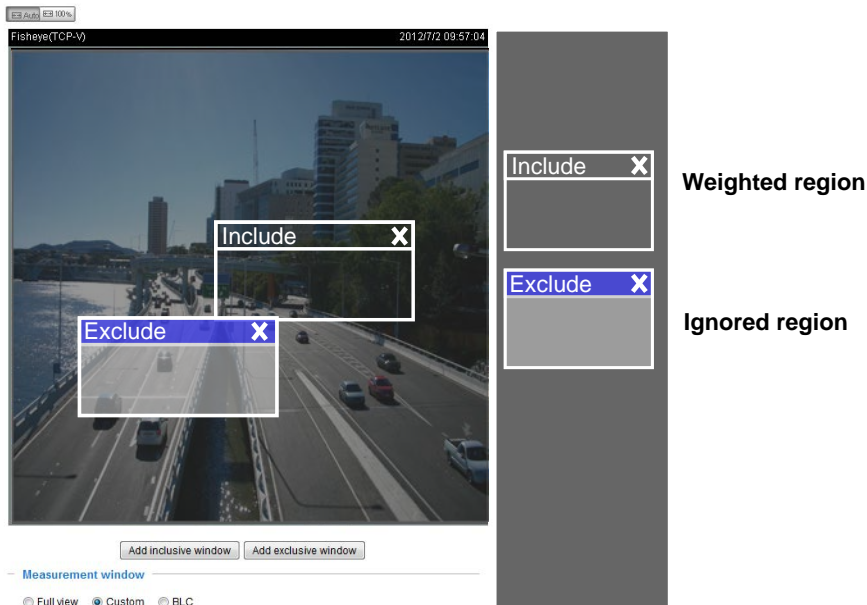 Auto 100%
Fisheye(TCP-V) 2012/7/2 09:57:04
Include
Exclude
Include
Weighted region
Exclude
Ignored region
Add inclusive window Add exclusive window
Measurement window
Full view Custom BLC